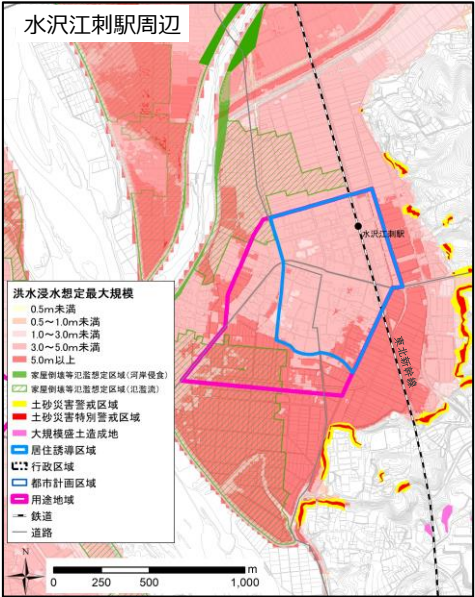 水沢江刺駅周辺
水沢江刺駅
東北新幹線
洪水浸水想定最大規模
0.5m未満
0.5～1.0m未満
1.0～3.0m未満
3.0～5.0m未満
5.0m以上
家屋倒壊等氾濫想定区域(河岸侵食)
家屋倒壊等氾濫想定区域(氾濫流)
土砂災害警戒区域
土砂災害特別警戒区域
大規模盛土造成地
居住誘導区域
行政区域
都市計画区域
用途地域
鉄道
道路
N
m
0 250 500 1,000